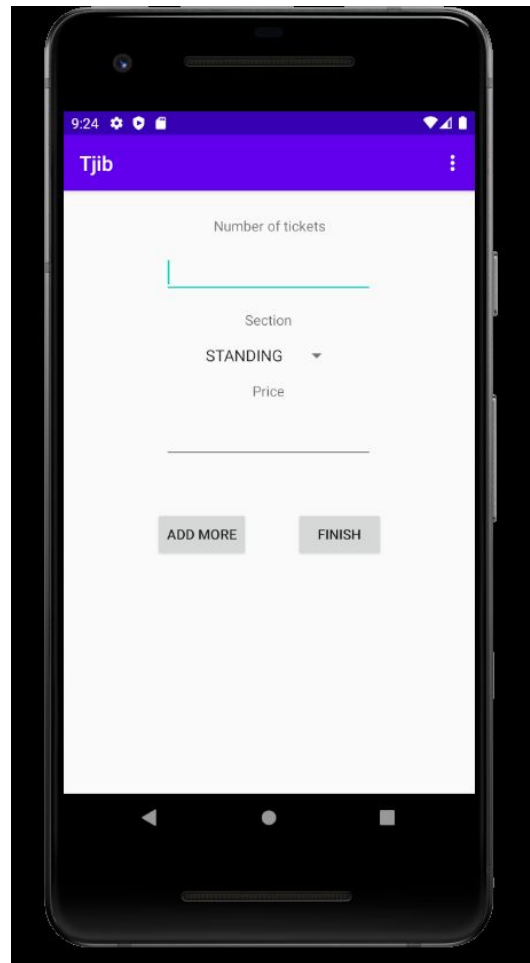 9:24
Tjib
Number of tickets
Section
STANDING
Price
ADD MORE FINISH